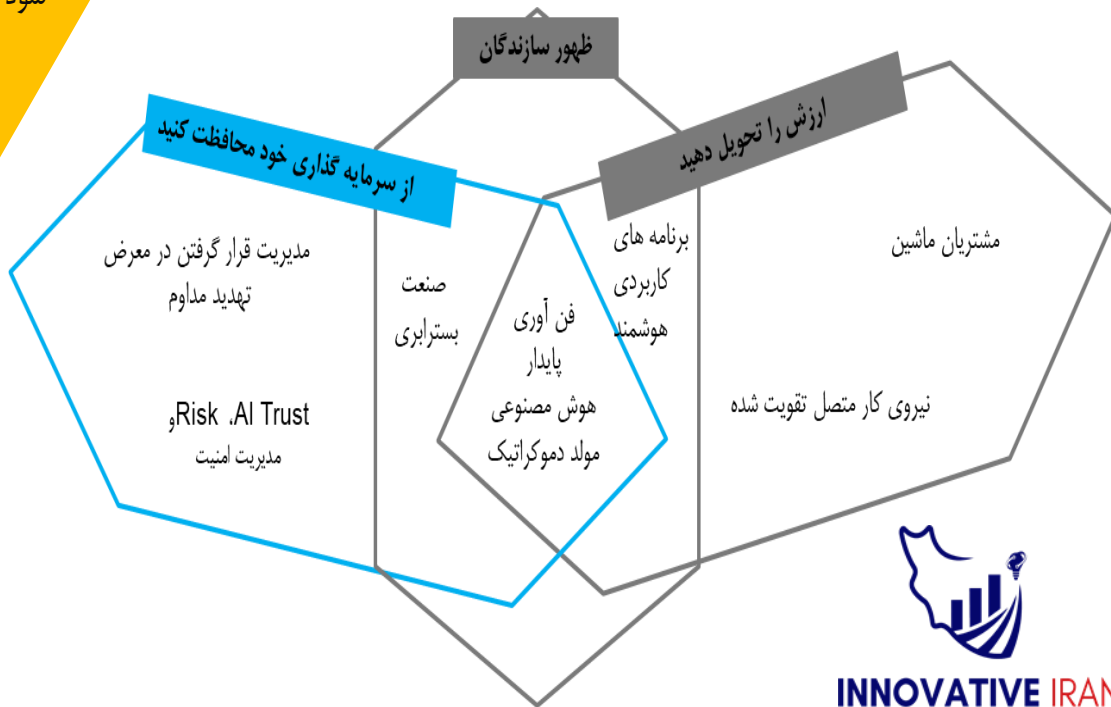 سود
ظهور سازندگان
از سرمایه گذاری خود محافظت کنید
ارزش را تحویل دهید
مدیریت قرار گرفتن در معرض
تهدید مداوم
Risk ،AI Trustو
مدیریت امنیت
صنعت
بسترابری
فن آوری
پایدار
هوش مصنوعی
مولد دموکراتیک
برنامه های
کاربردی
هوشمند
مشتریان ماشین
نیروی کار متصل تقویت شده
INNOVATIVE IRAN